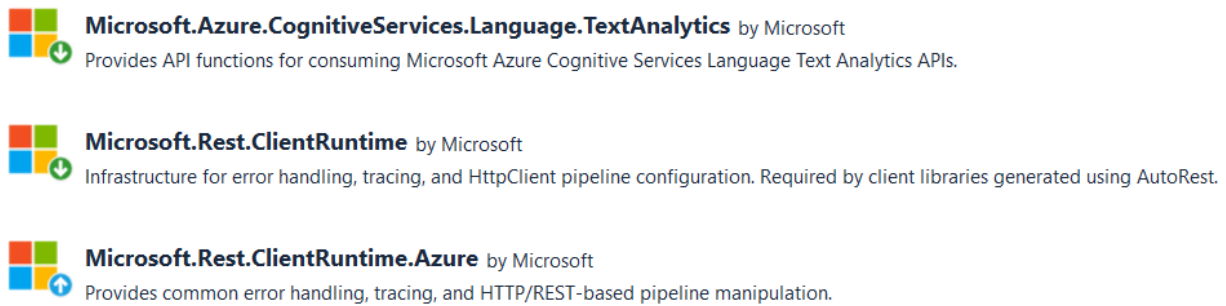 Microsoft.Azure.CognitiveServices.Language.TextAnalytics by Microsoft
Provides API functions for consuming Microsoft Azure Cognitive Services Language Text Analytics APIs.
Microsoft.Rest.ClientRuntime by Microsoft
Infrastructure for error handling, tracing, and HttpClient pipeline configuration. Required by client libraries generated using AutoRest.
Microsoft.Rest.ClientRuntime.Azure by Microsoft
Provides common error handling, tracing, and HTTP/REST-based pipeline manipulation.